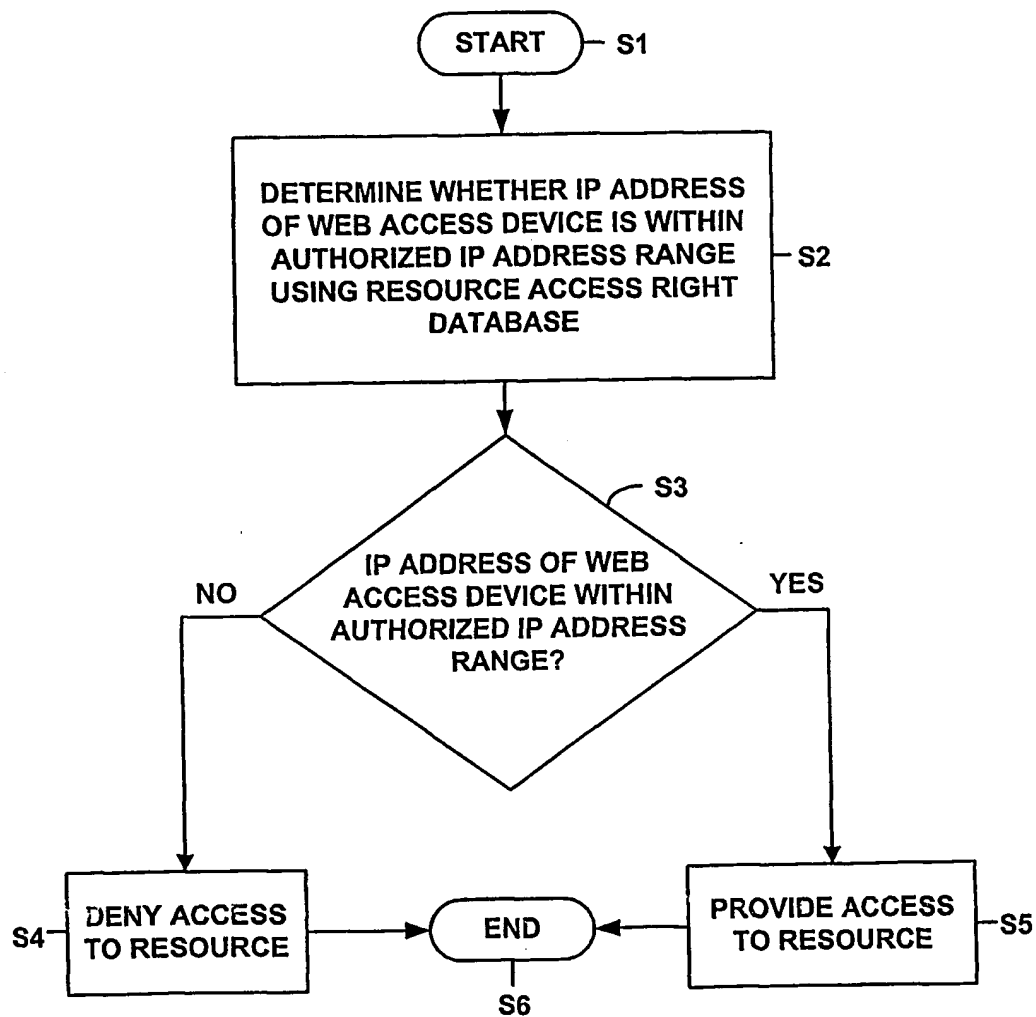 START
S1
DETERMINE WHETHER IP ADDRESS
OF WEB ACCESS DEVICE IS WITHIN
AUTHORIZED IP ADDRESS RANGE
USING RESOURCE ACCESS RIGHT
DATABASE
S2
S3
IP ADDRESS OF WEB
ACCESS DEVICE WITHIN
AUTHORIZED IP ADDRESS
RANGE?
NO
YES
S4
DENY ACCESS
TO RESOURCE
END
S6
PROVIDE ACCESS
TO RESOURCE
S5